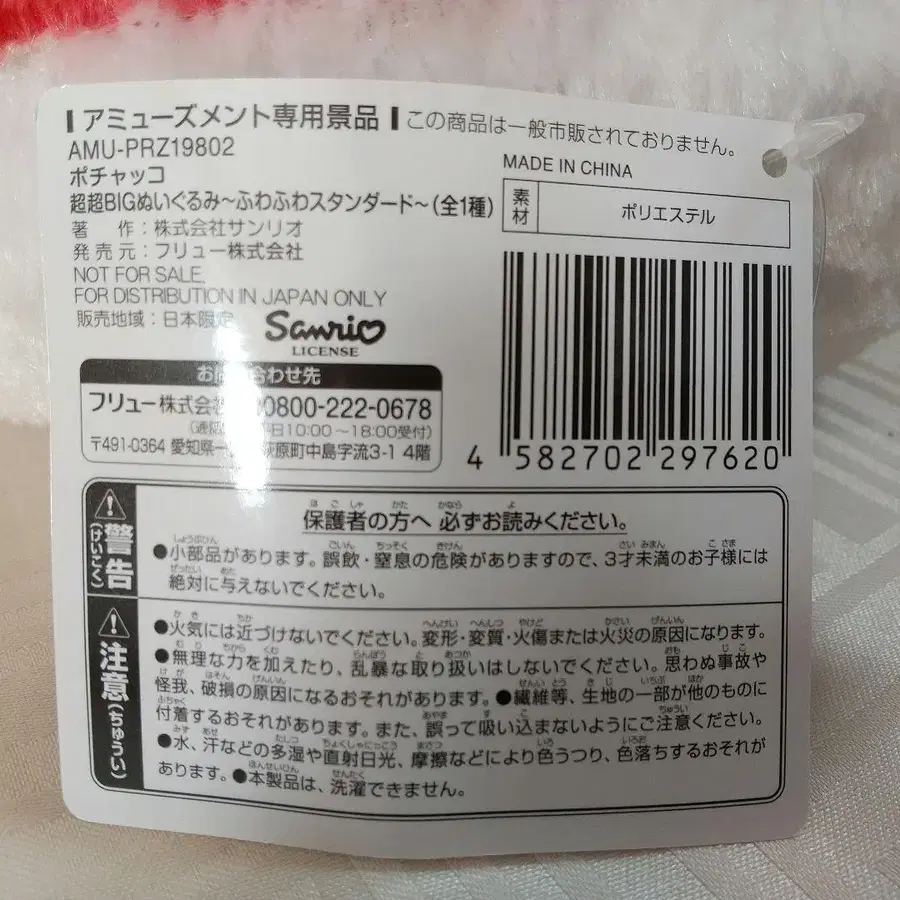 アミューズメント専用景品 この商品は一般市販されておりません。
AMU-PRZ19802
ポチャッコ
超超BIGぬいぐるみ～ふわふわスタンダード～(全1種)
著 作：株式会社サンリオ
発売元：フリュー株式会社
NOT FOR SALE.
FOR DISTRIBUTION IN JAPAN ONLY
販売地域：日本限定
Sanrio
LICENSE
MADE IN CHINA
素材 ポリエステル
4 582702 297620
お問い合わせ先
フリュー株式会社 0800-222-0678
日10:00～18:00受付)
〒491-0364 愛知県一 萩原町中島字流3-1 4階
警告(けいこく)
保護者の方へ 必ずお読みください。
●小部品があります。誤飲・窒息の危険がありますので、3才未満のお子様には
絶対に与えないでください。
注意(ちゅうい)
●火気には近づけないでください。変形・変質・火傷または火災の原因になります。
●無理な力を加えたり、乱暴な取り扱いはしないでください。思わぬ事故や
怪我、破損の原因になるおそれがあります。●繊維等、生地の一部が他のものに
付着するおそれがあります。また、誤って吸い込まないようにご注意ください。
●水、汗などの多湿や直射日光、摩擦などにより色うつり、色落ちするおそれが
あります。●本製品は、洗濯できません。